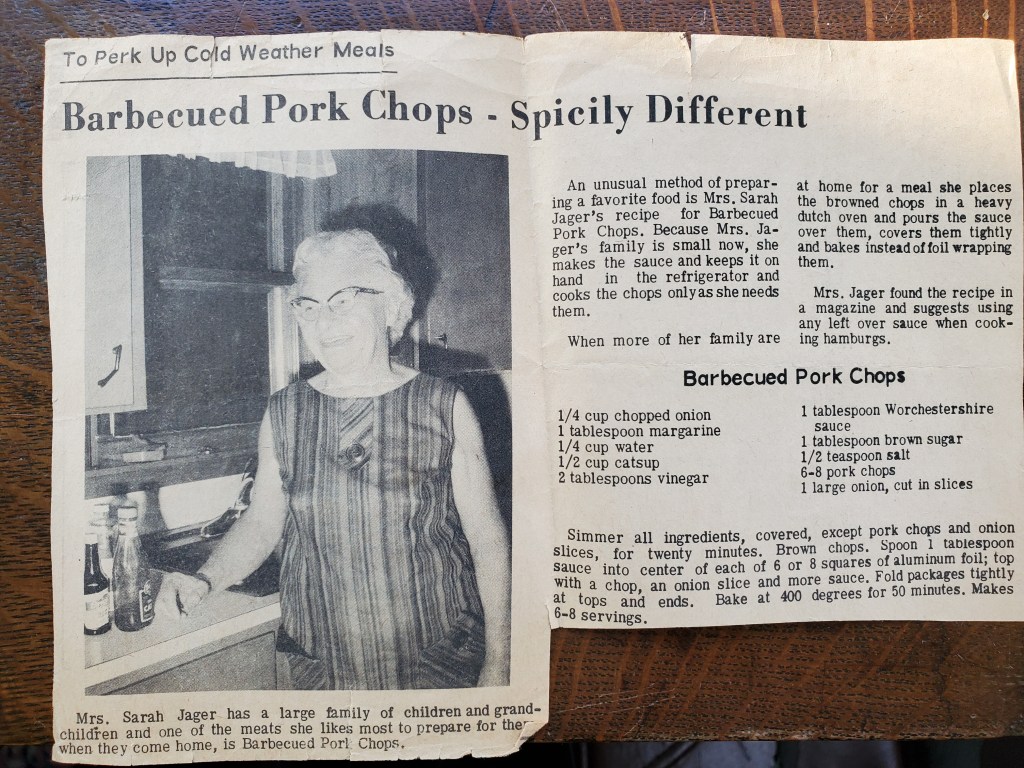 To Perk Up Cold Weather Meals
Barbecued Pork Chops - Spicily Different
An unusual method of prepar-
ing a favorite food is Mrs. Sarah
Jager's recipe for Barbecued
Pork Chops. Because Mrs. Ja-
ger's family is small now, she
makes the sauce and keeps it on
hand in the refrigerator and
cooks the chops only as she needs
them.
When more of her family are
at home for a meal she places
the browned chops in a heavy
dutch oven and pours the sauce
over them, covers them tightly
and bakes instead of foil wrapping
them.
Mrs. Jager found the recipe in
a magazine and suggests using
any left over sauce when cook-
ing hamburgs.
Barbecued Pork Chops
1/4 cup chopped onion
1 tablespoon margarine
1/4 cup water
1/2 cup catsup
2 tablespoons vinegar
1 tablespoon Worchestershire
sauce
1 tablespoon brown sugar
1/2 teaspoon salt
6-8 pork chops
1 large onion, cut in slices
Simmer all ingredients, covered, except pork chops and onion
slices, for twenty minutes. Brown chops. Spoon 1 tablespoon
sauce into center of each of 6 or 8 squares of aluminum foil; top
with a chop, an onion slice and more sauce. Fold packages tightly
at tops and ends. Bake at 400 degrees for 50 minutes. Makes
6-8 servings.
Mrs. Sarah Jager has a large family of children and grand-
children and one of the meats she likes most to prepare for them
when they come home, is Barbecued Pork Chops.